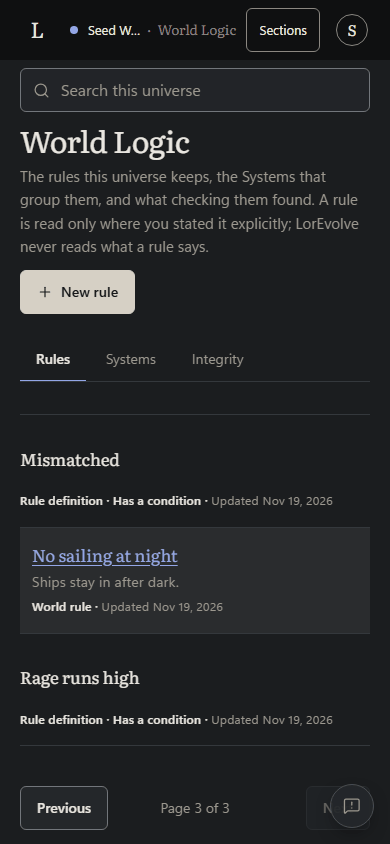 L
Seed W... · World Logic
Sections
S
Search this universe
World Logic
The rules this universe keeps, the Systems that
group them, and what checking them found. A rule
is read only where you stated it explicitly; LorEvolve
never reads what a rule says.
+ New rule
Rules
Systems
Integrity
Mismatched
Rule definition · Has a condition · Updated Nov 19, 2026
No sailing at night
Ships stay in after dark.
World rule · Updated Nov 19, 2026
Rage runs high
Rule definition · Has a condition · Updated Nov 19, 2026
Previous
Page 3 of 3